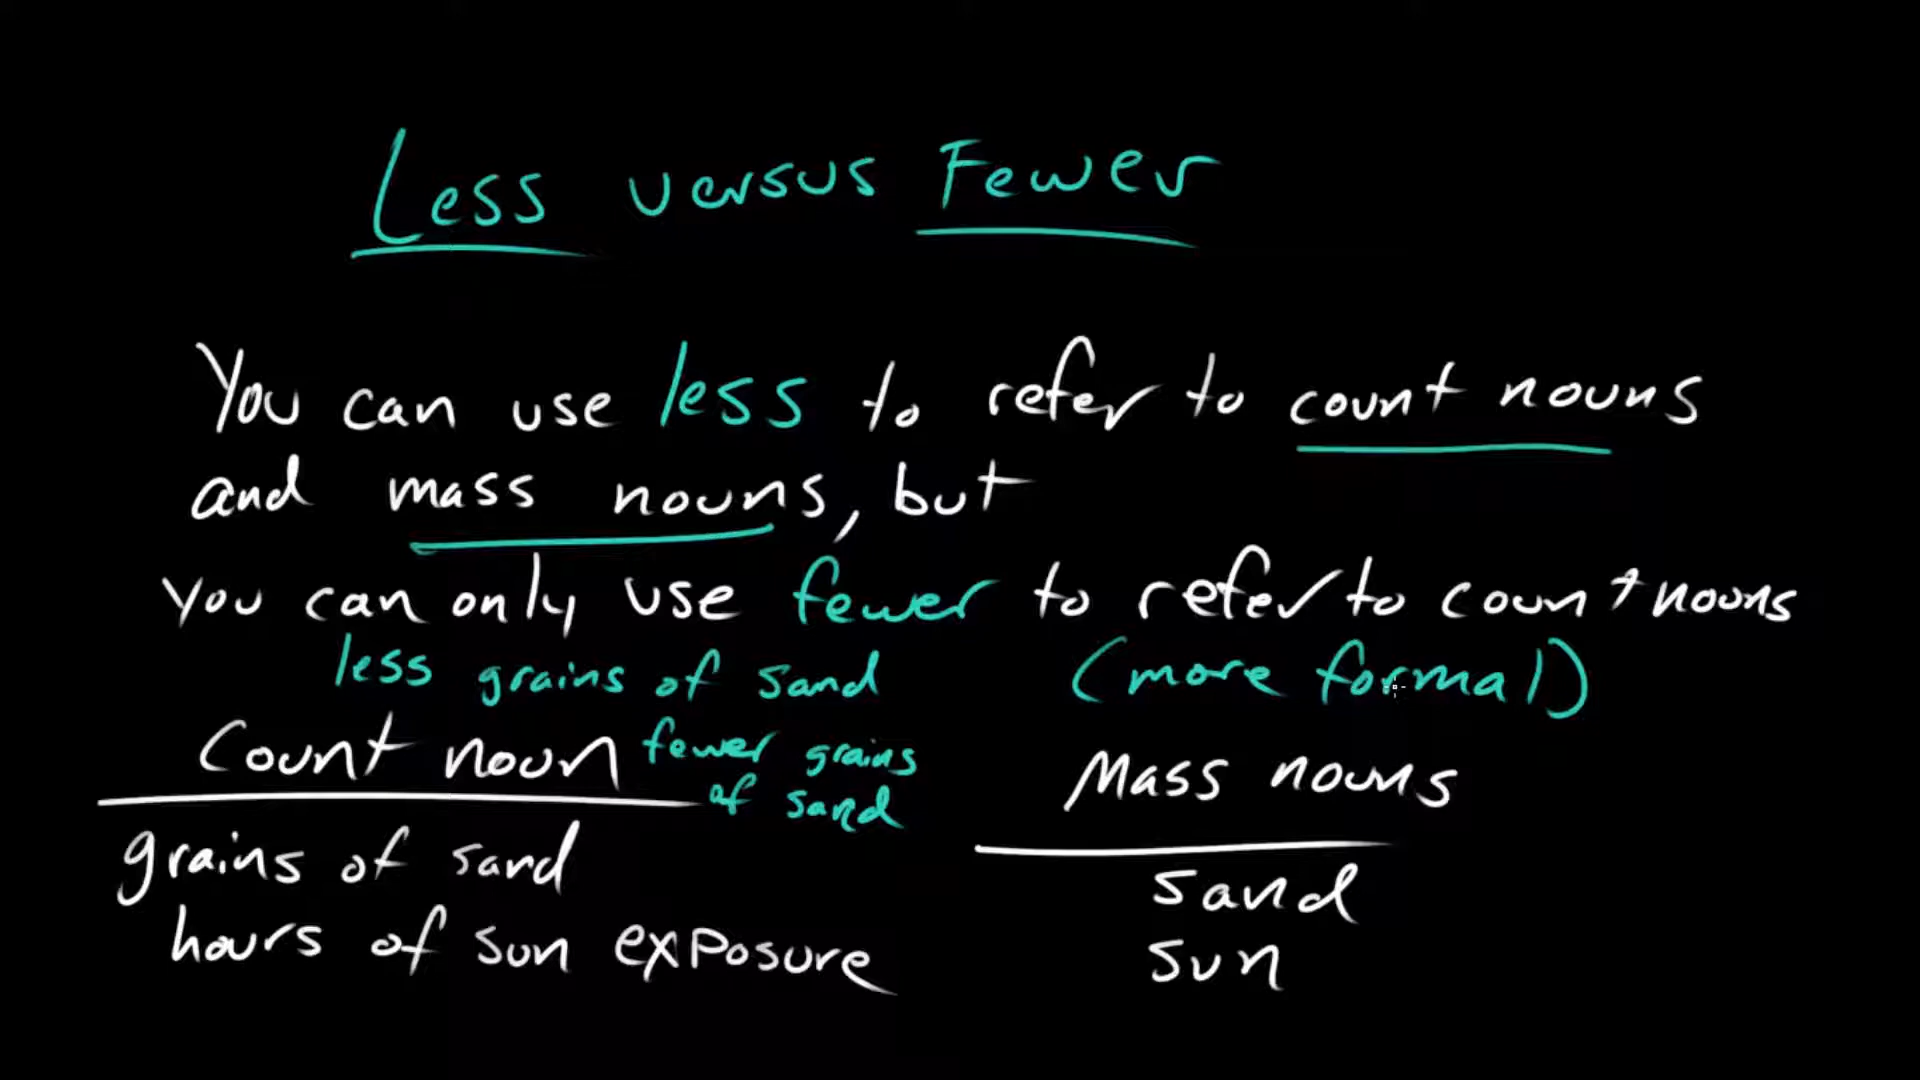 Less versus Fewer
You can use less to refer to count nouns
and mass nouns, but
you can only use fewer to refer to count nouns
less grains of sand
(more formal)
Count noun
fewer grains
of sand
grains of sand
hours of sun exposure
Mass nouns
sand
sun